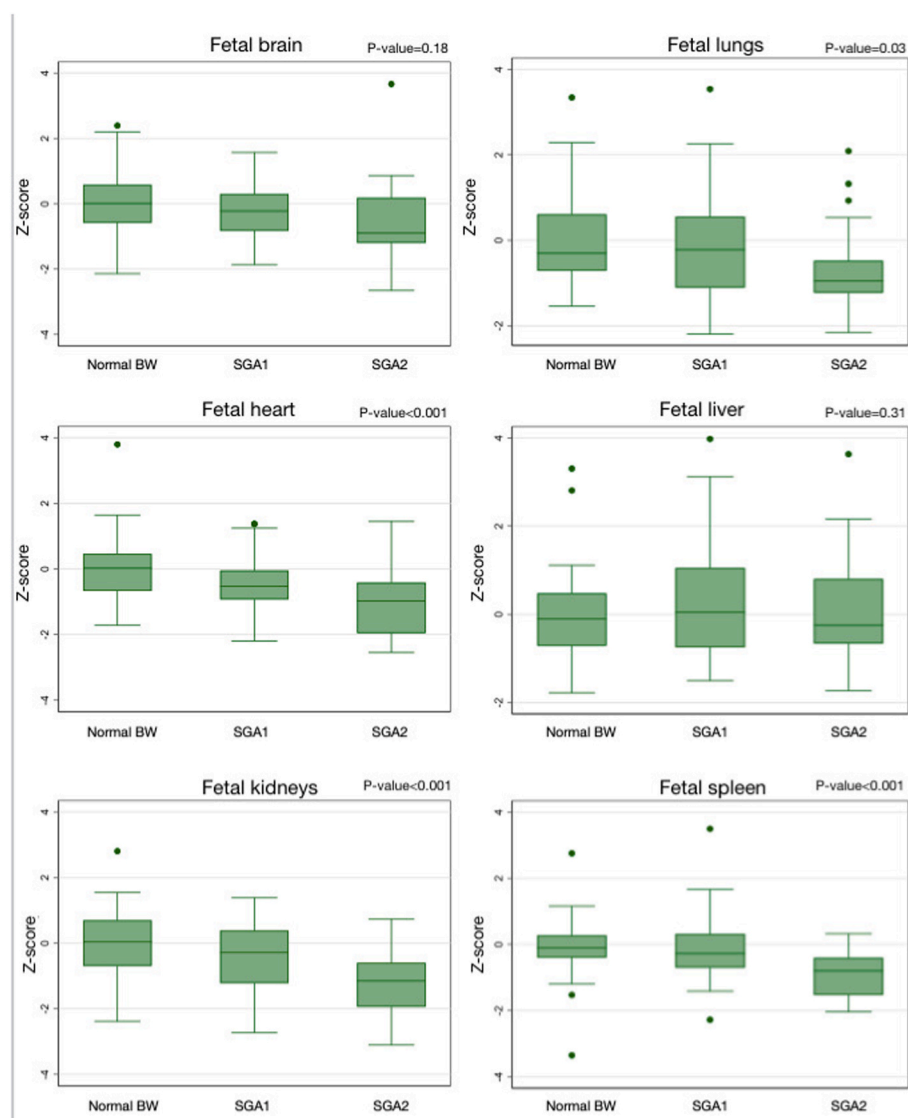 Fetal brain P-value=0.18
4
2
0
-2
-4
Z-score
Normal BW SGA1 SGA2
Fetal lungs P-value=0.03
4
2
0
-2
Z-score
Normal BW SGA1 SGA2
Fetal heart P-value<0.001
4
2
0
-2
-4
Z-score
Normal BW SGA1 SGA2
Fetal liver P-value=0.31
4
2
0
-2
Z-score
Normal BW SGA1 SGA2
Fetal kidneys P-value<0.001
4
2
0
-2
-4
Z-score
Normal BW SGA1 SGA2
Fetal spleen P-value<0.001
4
2
0
-2
-4
Z-score
Normal BW SGA1 SGA2